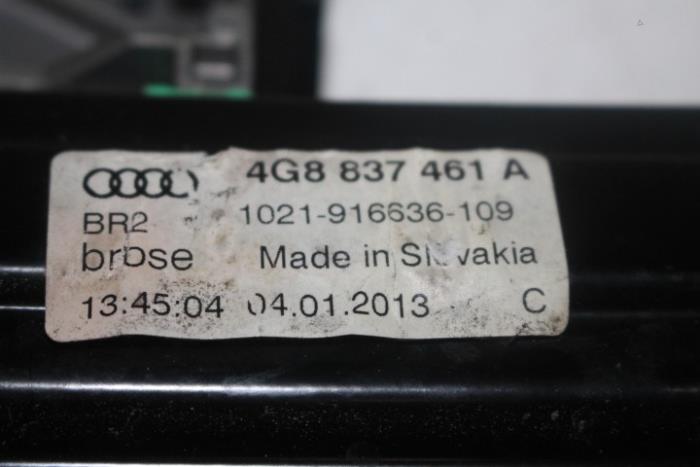 4G8 837 461 A
BR2 1021-916636-109
brose Made in Slovakia
13:45:04 04.01.2013 C